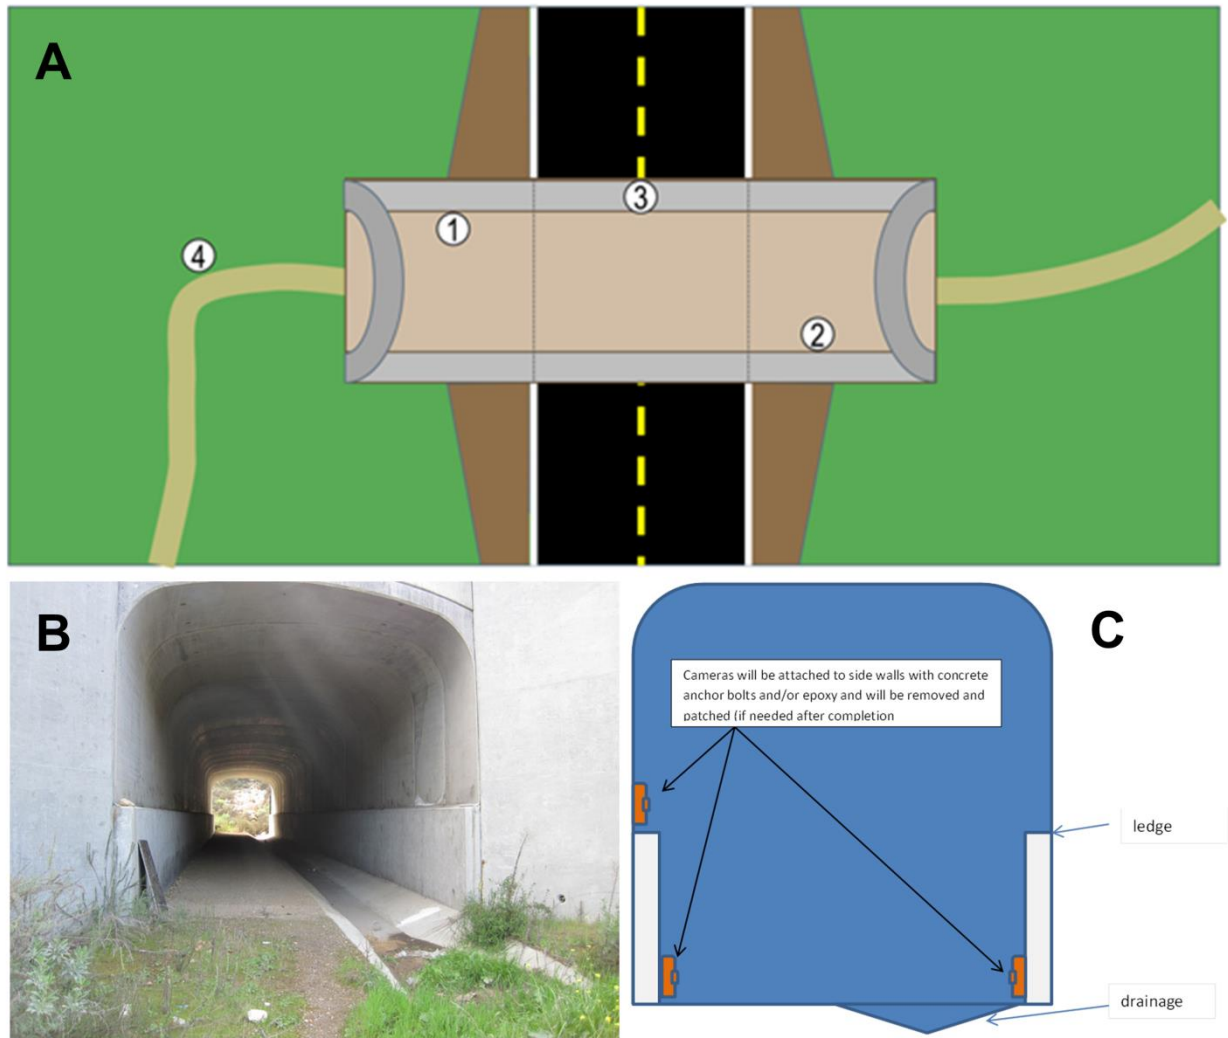 A
3
1
4
2
B
C
Cameras will be attached to side walls with concrete
anchor bolts and/or epoxy and will be removed and
patched (if needed after completion
ledge
drainage